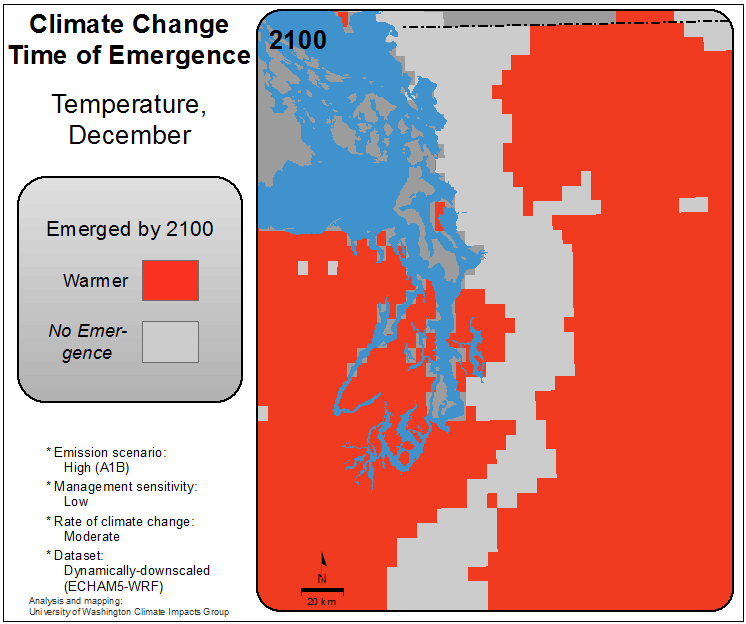 Climate Change
Time of Emergence
Temperature,
December
Emerged by 2100
Warmer
No Emer-
gence
* Emission scenario:
High (A1B)
* Management sensitivity:
Low
* Rate of climate change:
Moderate
* Dataset:
Dynamically-downscaled
(ECHAM5-WRF)
Analysis and mapping:
University of Washington Climate Impacts Group
2100
N
20 km